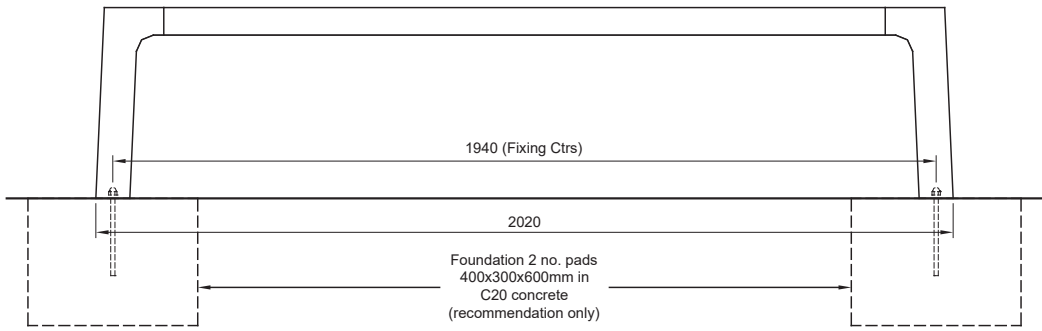 1940 (Fixing Ctrs)
2020
Foundation 2 no. pads
400x300x600mm in
C20 concrete
(recommendation only)